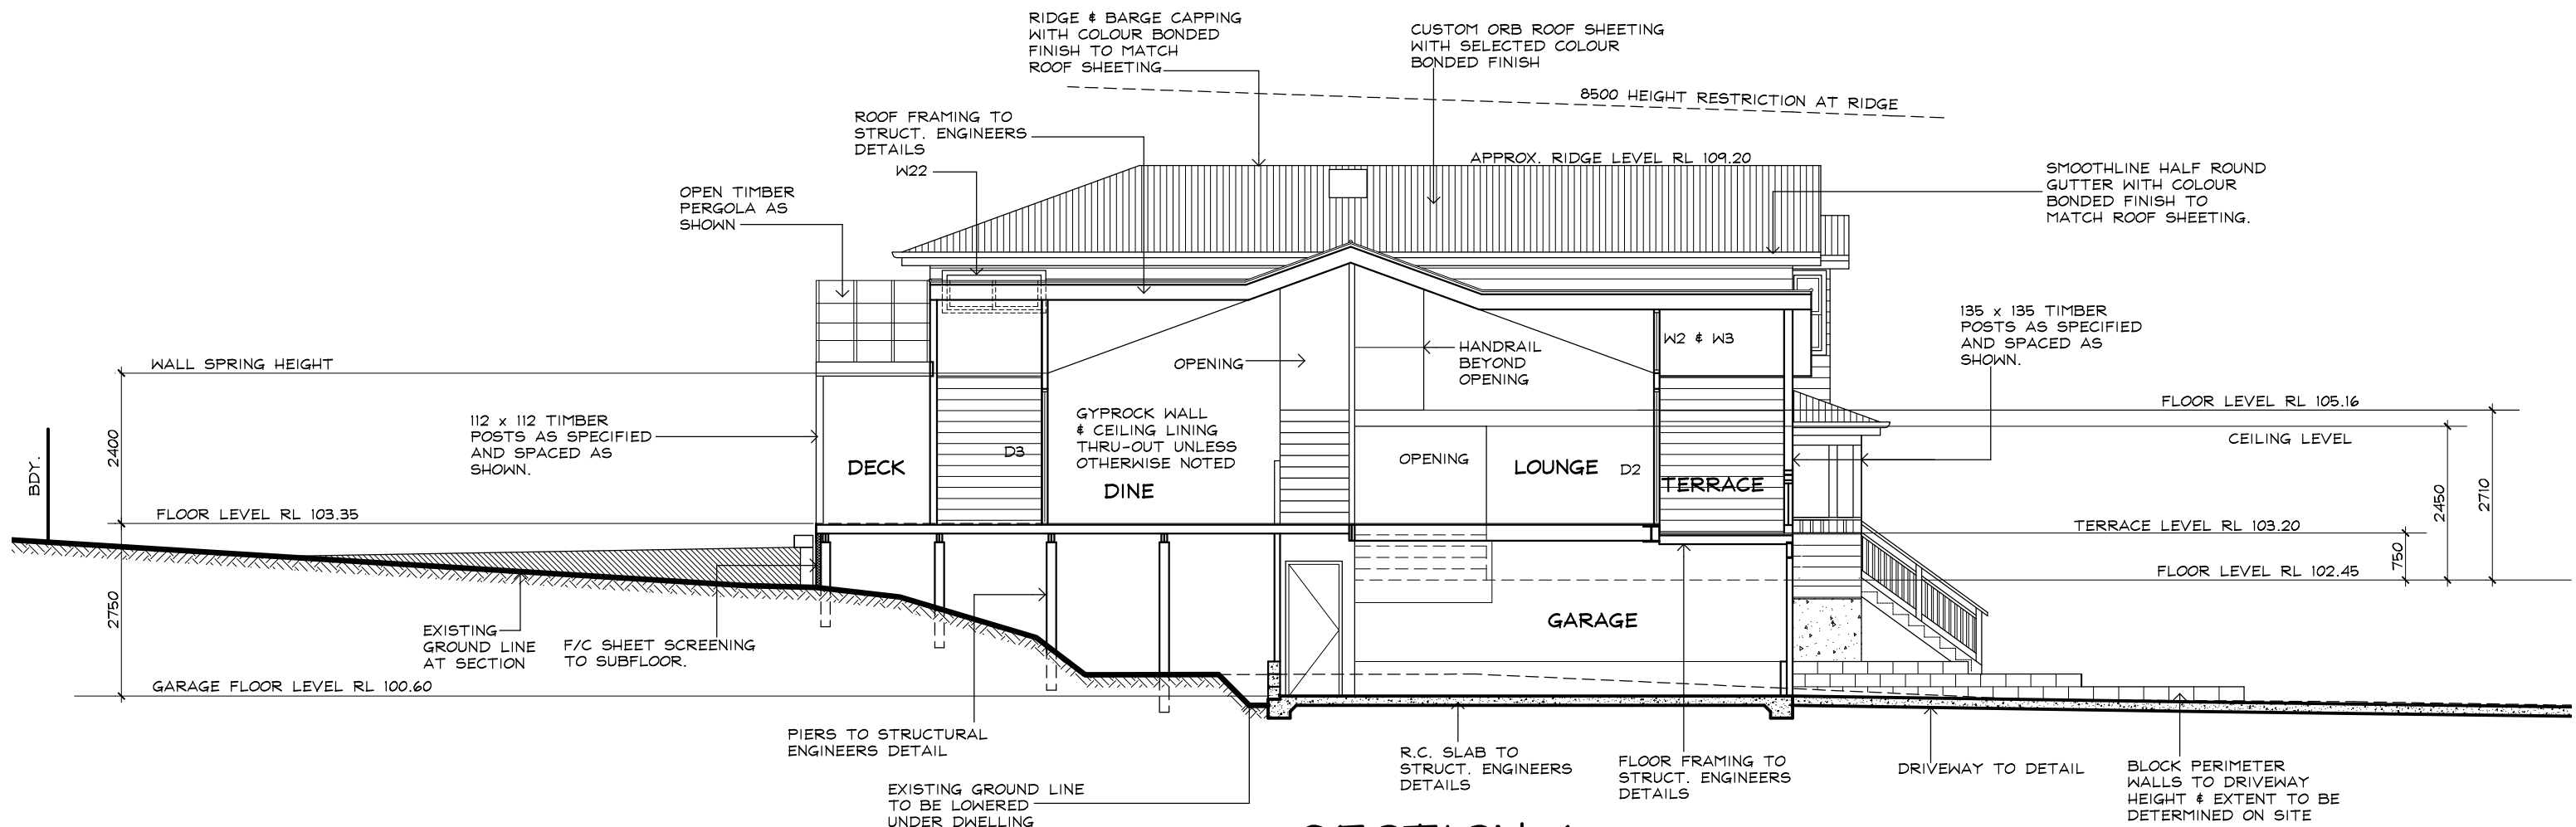 RIDGE & BARGE CAPPING
WITH COLOUR BONDED
FINISH TO MATCH
ROOF SHEETING
CUSTOM ORB ROOF SHEETING
WITH SELECTED COLOUR
BONDED FINISH
8500 HEIGHT RESTRICTION AT RIDGE
ROOF FRAMING TO
STRUCT. ENGINEERS
DETAILS
W22
APPROX. RIDGE LEVEL RL 109.20
SMOOTHLINE HALF ROUND
GUTTER WITH COLOUR
BONDED FINISH TO
MATCH ROOF SHEETING.
OPEN TIMBER
PERGOLA AS
SHOWN
135 x 135 TIMBER
POSTS AS SPECIFIED
AND SPACED AS
SHOWN.
WALL SPRING HEIGHT
OPENING
HANDRAIL
BEYOND
OPENING
W2 & W3
FLOOR LEVEL RL 105.16
CEILING LEVEL
112 x 112 TIMBER
POSTS AS SPECIFIED
AND SPACED AS
SHOWN.
GYPROCK WALL
& CEILING LINING
THRU-OUT UNLESS
OTHERWISE NOTED
BDY.
2400
DECK
D3
DINE
OPENING
LOUNGE
D2
TERRACE
2450
2710
FLOOR LEVEL RL 103.35
TERRACE LEVEL RL 103.20
750
FLOOR LEVEL RL 102.45
2750
EXISTING
GROUND LINE
AT SECTION
F/C SHEET SCREENING
TO SUBFLOOR.
GARAGE
GARAGE FLOOR LEVEL RL 100.60
PIERS TO STRUCTURAL
ENGINEERS DETAIL
EXISTING GROUND LINE
TO BE LOWERED
UNDER DWELLING
R.C. SLAB TO
STRUCT. ENGINEERS
DETAILS
FLOOR FRAMING TO
STRUCT. ENGINEERS
DETAILS
DRIVEWAY TO DETAIL
BLOCK PERIMETER
WALLS TO DRIVEWAY
HEIGHT & EXTENT TO BE
DETERMINED ON SITE